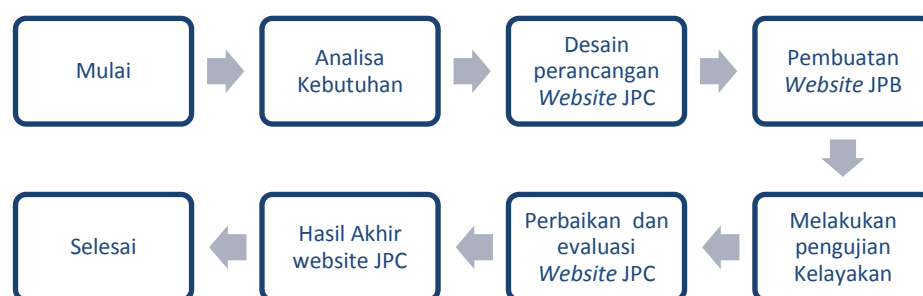 Mulai
Analisa
Kebutuhan
Desain
perancangan
Website JPC
Pembuatan
Website JPB
Melakukan
pengujian
Kelayakan
Perbaikan dan
evaluasi
Website JPC
Hasil Akhir
website JPC
Selesai